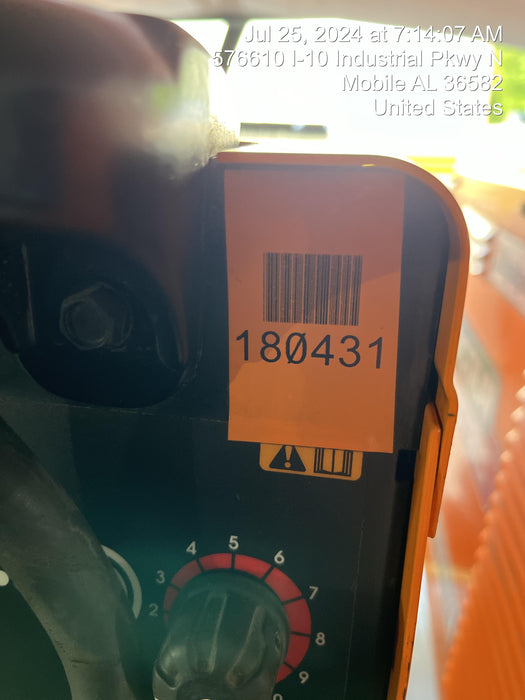 Jul 25, 2024 at 7:14:07 AM
576610 I-10 Industrial Pkwy N
Mobile AL 36582
United States
180431
2 3 4 5 6 7 8 9